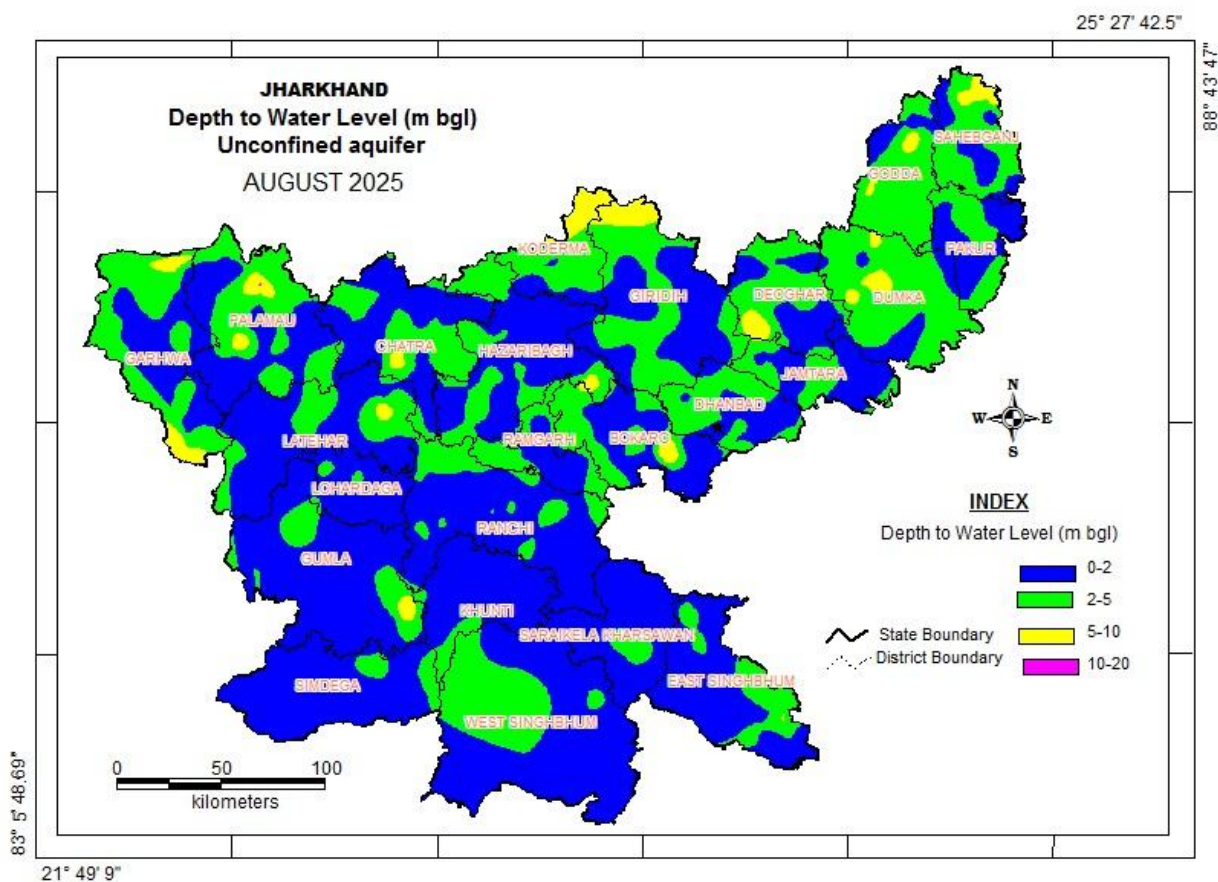 25° 27' 42.5"
88° 43' 47"
JHARKHAND
Depth to Water Level (m bgl)
Unconfined aquifer
AUGUST 2025
SAHEBGANJ
GODDA
PAKUR
KODERMA
GIRIDIH
DEOGHAR
DUMKA
PALAMAU
GARHWA
CHATRA
HAZARIBAGH
JAMTARA
DHANBAD
LATEHAR
RAMGARH
BOKARO
LOHARDAGA
RANCHI
GUMLA
KHUNTI
SARAIKELA KHARSAWAN
SIMDEGA
EAST SINGHBHUM
WEST SINGHBHUM
N
W E
S
INDEX
Depth to Water Level (m bgl)
0-2
2-5
State Boundary 5-10
District Boundary 10-20
0 50 100
kilometers
83° 5' 48.69"
21° 49' 9"